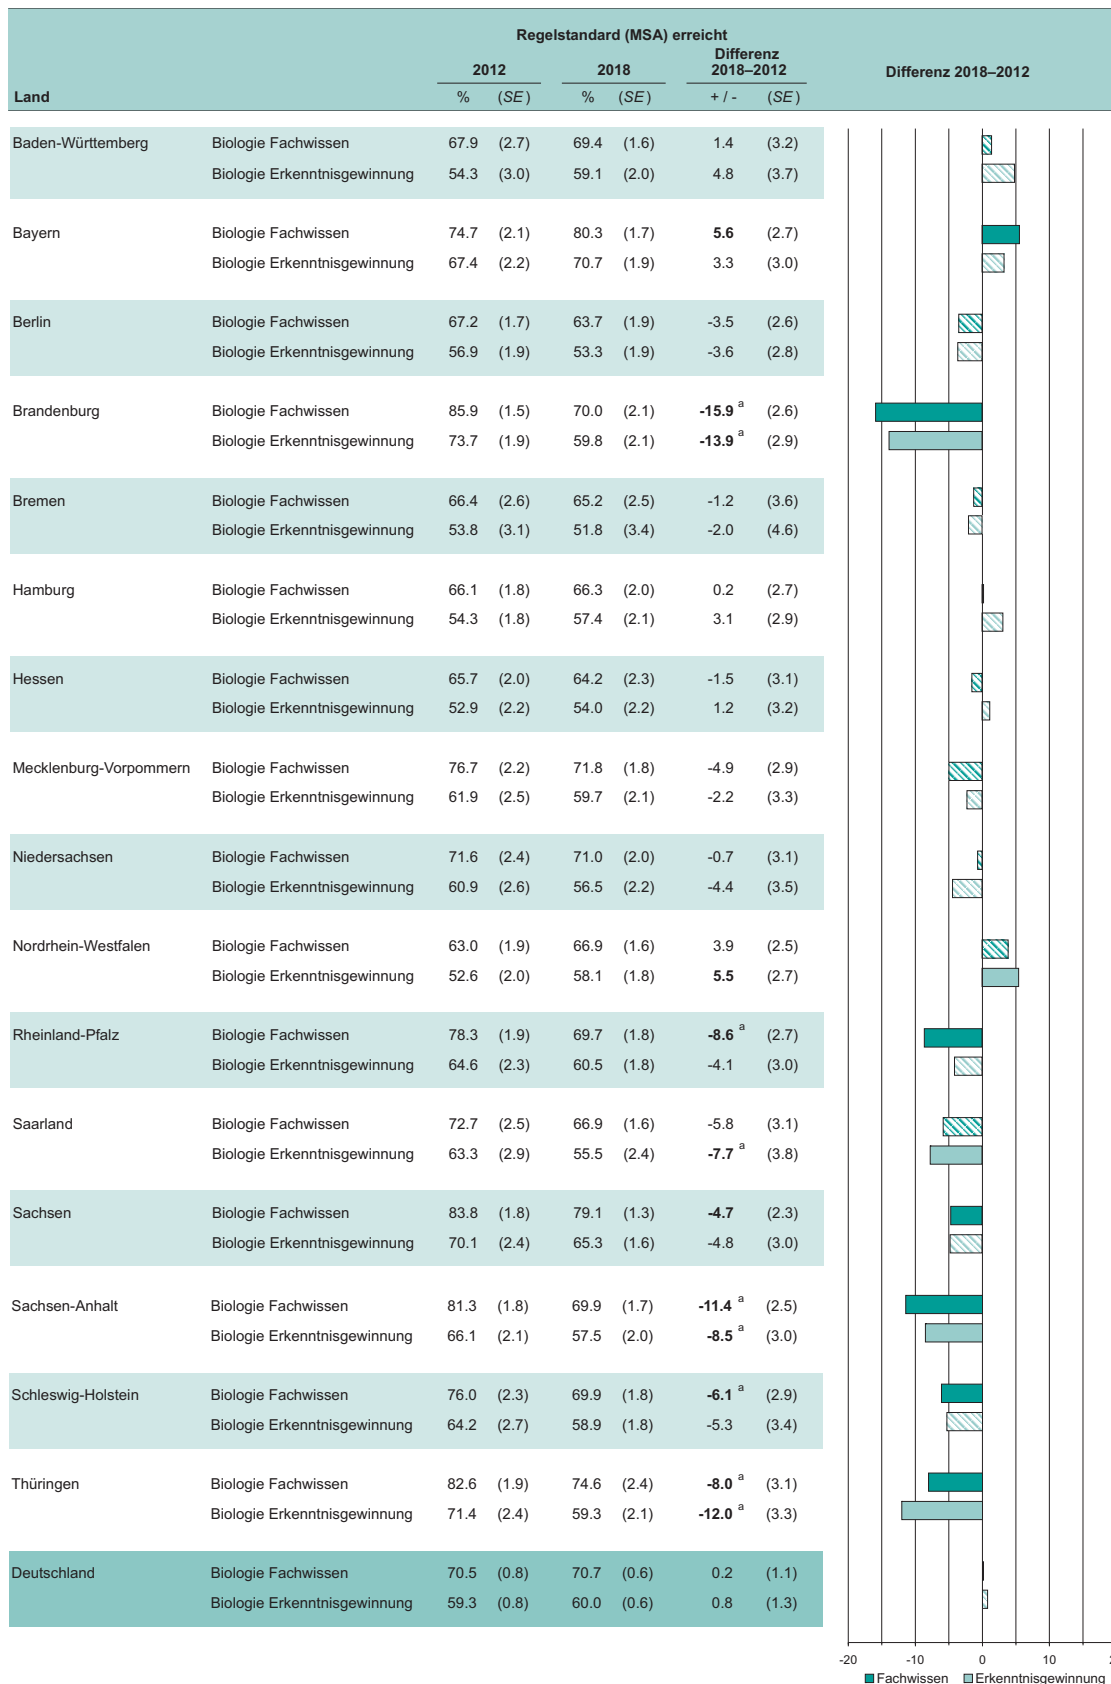 Regelstandard (MSA) erreicht
2012 2018 Differenz 2018–2012 Differenz 2018–2012
Land % (SE) % (SE) + / - (SE)
Baden-Württemberg Biologie Fachwissen 67.9 (2.7) 69.4 (1.6) 1.4 (3.2)
Biologie Erkenntnisgewinnung 54.3 (3.0) 59.1 (2.0) 4.8 (3.7)
Bayern Biologie Fachwissen 74.7 (2.1) 80.3 (1.7) 5.6 (2.7)
Biologie Erkenntnisgewinnung 67.4 (2.2) 70.7 (1.9) 3.3 (3.0)
Berlin Biologie Fachwissen 67.2 (1.7) 63.7 (1.9) -3.5 (2.6)
Biologie Erkenntnisgewinnung 56.9 (1.9) 53.3 (1.9) -3.6 (2.8)
Brandenburg Biologie Fachwissen 85.9 (1.5) 70.0 (2.1) -15.9 a (2.6)
Biologie Erkenntnisgewinnung 73.7 (1.9) 59.8 (2.1) -13.9 a (2.9)
Bremen Biologie Fachwissen 66.4 (2.6) 65.2 (2.5) -1.2 (3.6)
Biologie Erkenntnisgewinnung 53.8 (3.1) 51.8 (3.4) -2.0 (4.6)
Hamburg Biologie Fachwissen 66.1 (1.8) 66.3 (2.0) 0.2 (2.7)
Biologie Erkenntnisgewinnung 54.3 (1.8) 57.4 (2.1) 3.1 (2.9)
Hessen Biologie Fachwissen 65.7 (2.0) 64.2 (2.3) -1.5 (3.1)
Biologie Erkenntnisgewinnung 52.9 (2.2) 54.0 (2.2) 1.2 (3.2)
Mecklenburg-Vorpommern Biologie Fachwissen 76.7 (2.2) 71.8 (1.8) -4.9 (2.9)
Biologie Erkenntnisgewinnung 61.9 (2.5) 59.7 (2.1) -2.2 (3.3)
Niedersachsen Biologie Fachwissen 71.6 (2.4) 71.0 (2.0) -0.7 (3.1)
Biologie Erkenntnisgewinnung 60.9 (2.6) 56.5 (2.2) -4.4 (3.5)
Nordrhein-Westfalen Biologie Fachwissen 63.0 (1.9) 66.9 (1.6) 3.9 (2.5)
Biologie Erkenntnisgewinnung 52.6 (2.0) 58.1 (1.8) 5.5 (2.7)
Rheinland-Pfalz Biologie Fachwissen 78.3 (1.9) 69.7 (1.8) -8.6 a (2.7)
Biologie Erkenntnisgewinnung 64.6 (2.3) 60.5 (1.8) -4.1 (3.0)
Saarland Biologie Fachwissen 72.7 (2.5) 66.9 (1.6) -5.8 (3.1)
Biologie Erkenntnisgewinnung 63.3 (2.9) 55.5 (2.4) -7.7 a (3.8)
Sachsen Biologie Fachwissen 83.8 (1.8) 79.1 (1.3) -4.7 (2.3)
Biologie Erkenntnisgewinnung 70.1 (2.4) 65.3 (1.6) -4.8 (3.0)
Sachsen-Anhalt Biologie Fachwissen 81.3 (1.8) 69.9 (1.7) -11.4 a (2.5)
Biologie Erkenntnisgewinnung 66.1 (2.1) 57.5 (2.0) -8.5 a (3.0)
Schleswig-Holstein Biologie Fachwissen 76.0 (2.3) 69.9 (1.8) -6.1 a (2.9)
Biologie Erkenntnisgewinnung 64.2 (2.7) 58.9 (1.8) -5.3 (3.4)
Thüringen Biologie Fachwissen 82.6 (1.9) 74.6 (2.4) -8.0 a (3.1)
Biologie Erkenntnisgewinnung 71.4 (2.4) 59.3 (2.1) -12.0 a (3.3)
Deutschland Biologie Fachwissen 70.5 (0.8) 70.7 (0.6) 0.2 (1.1)
Biologie Erkenntnisgewinnung 59.3 (0.8) 60.0 (0.6) 0.8 (1.3)
-20 -10 0 10
Fachwissen Erkenntnisgewinnung